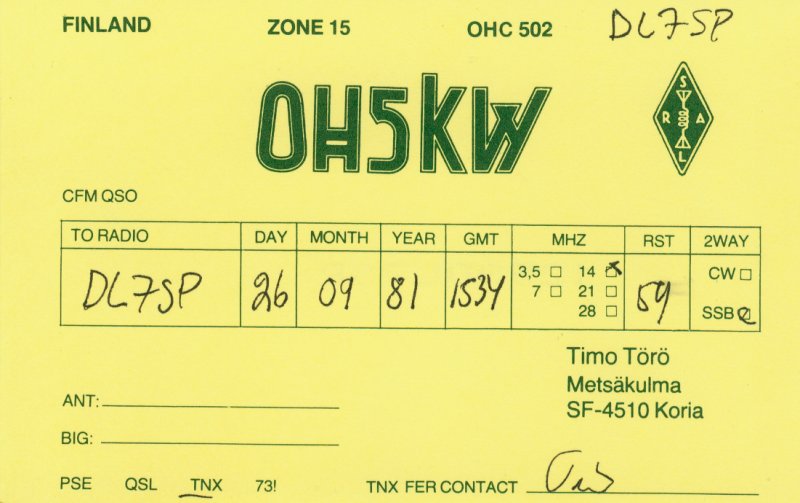 FINLAND ZONE 15 OHC 502 DL7SP
OH5KW
S R A L
CFM QSO
TO RADIO DAY MONTH YEAR GMT MHZ RST 2WAY
DL7SP 26 09 81 1534 3,5 ☐ 14 ☒ 59 CW ☐
7 ☐ 21 ☐
28 ☐ SSB ☒
Timo Törö
Metsäkulma
SF-4510 Koria
ANT:
BIG:
PSE QSL TNX 73! TNX FER CONTACT